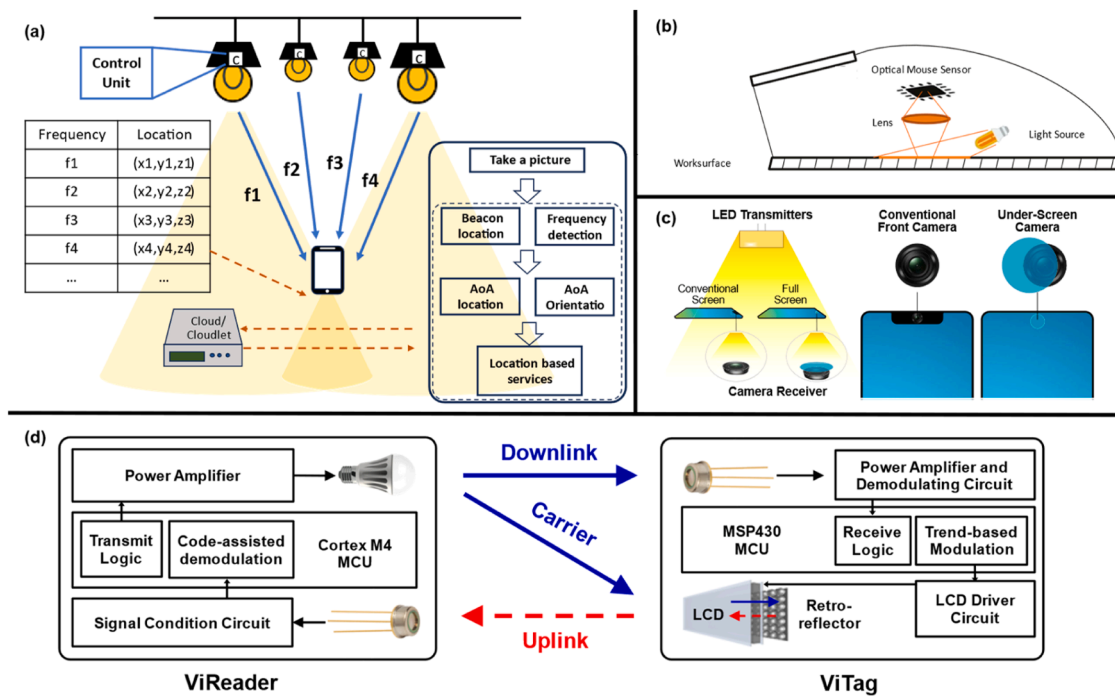 (a)
C
C
C
C
Control
Unit
Frequency Location
f1 (x1,y1,z1)
f2 (x2,y2,z2)
f3 (x3,y3,z3)
f4 (x4,y4,z4)
... ...
f1
f2
f3
f4
Cloud/
Cloudlet
Take a picture
Beacon
location
Frequency
detection
AoA
location
AoA
Orientatio
Location based
services
(b)
Optical Mouse Sensor
Lens
Light Source
Worksurface
(c)
LED Transmitters
Conventional
Screen
Full
Screen
Camera Receiver
Conventional
Front Camera
Under-Screen
Camera
(d)
Power Amplifier
Transmit
Logic
Code-assisted
demodulation
Cortex M4
MCU
Signal Condition Circuit
ViReader
Downlink
Carrier
Uplink
Power Amplifier and
Demodulating Circuit
MSP430
MCU
Receive
Logic
Trend-based
Modulation
LCD
Retro-
reflector
LCD Driver
Circuit
ViTag